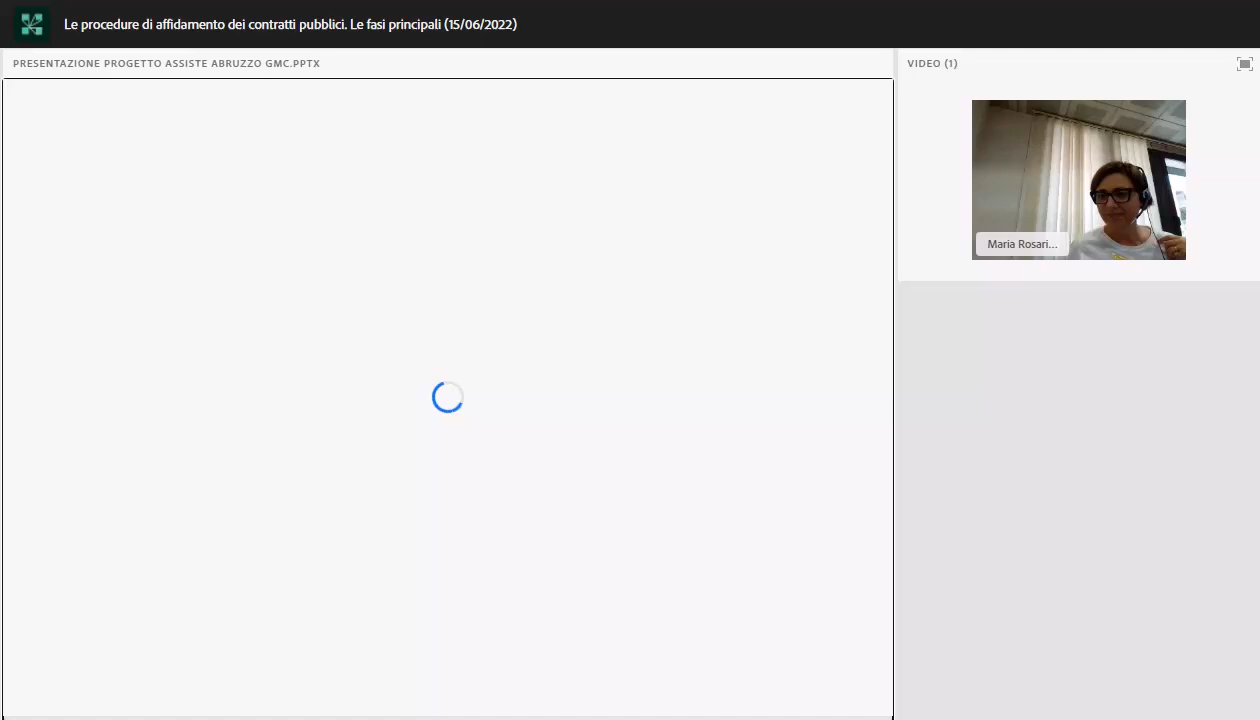 Le procedure di affidamento dei contratti pubblici. Le fasi principali (15/06/2022)
PRESENTAZIONE PROGETTO ASSISTE ABRUZZO GMC.PPTX
VIDEO (1)
Maria Rosari...